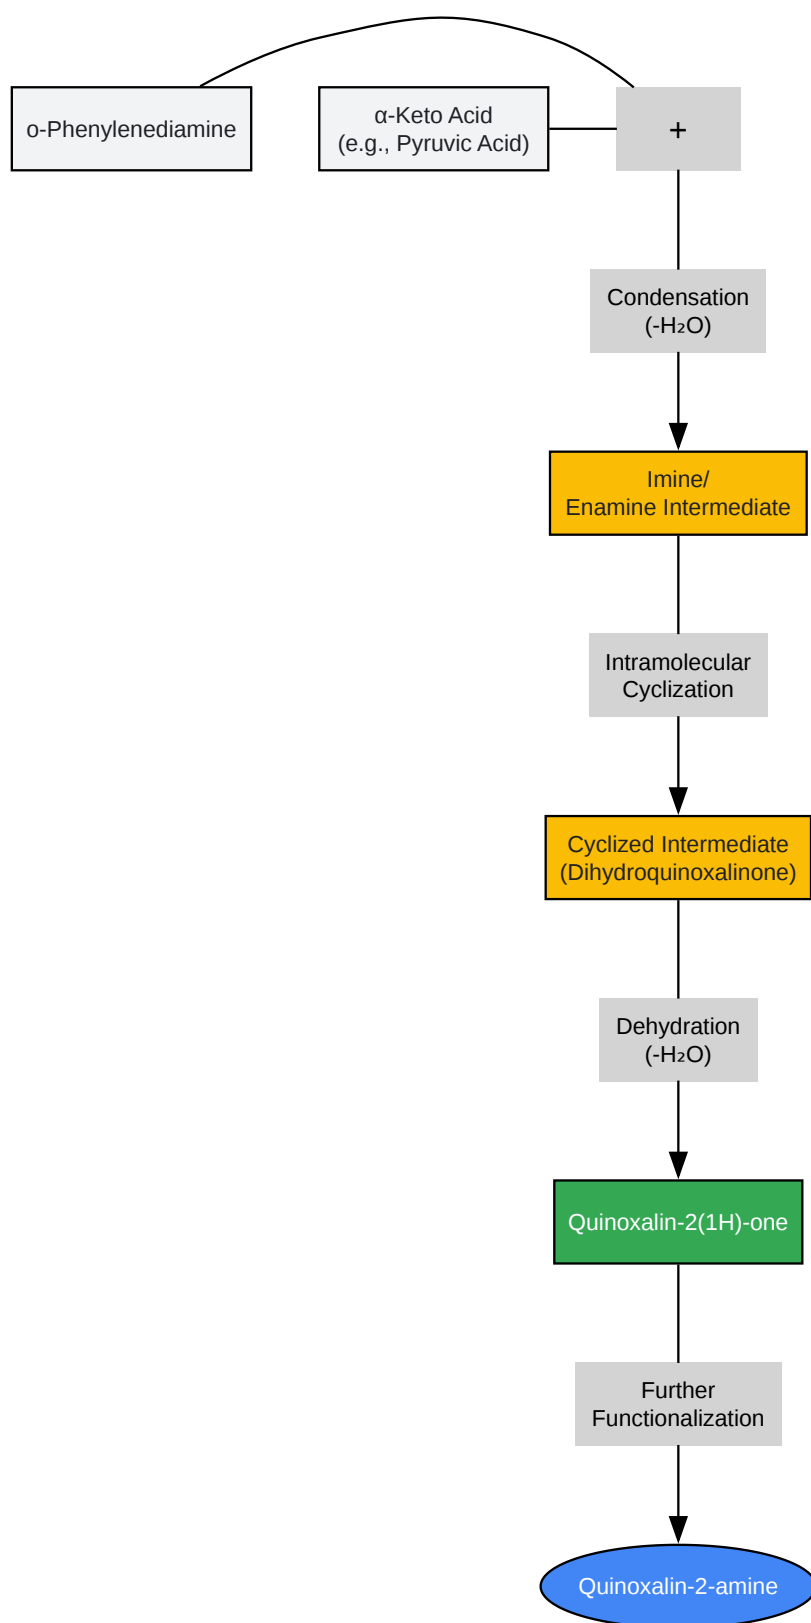 o-Phenylenediamine
α-Keto Acid
(e.g., Pyruvic Acid)
+
Condensation
(-H₂O)
Imine/
Enamine Intermediate
Intramolecular
Cyclization
Cyclized Intermediate
(Dihydroquinoxalinone)
Dehydration
(-H₂O)
Quinoxalin-2(1H)-one
Further
Functionalization
Quinoxalin-2-amine